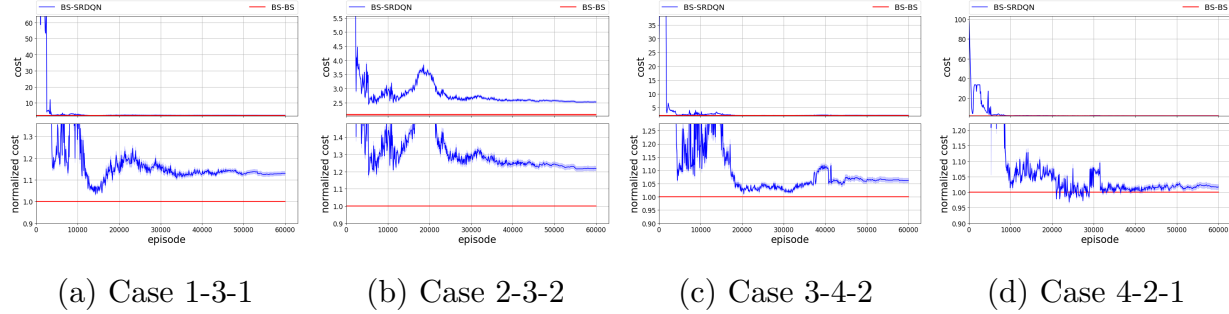 BS-SRDQN BS-BS
cost
60
50
40
30
20
10
normalized cost
1.3
1.2
1.1
1.0
0.9
0 10000 20000 30000 40000 50000 60000
episode
(a) Case 1-3-1
BS-SRDQN BS-BS
cost
5.5
5.0
4.5
4.0
3.5
3.0
2.5
normalized cost
1.4
1.3
1.2
1.1
1.0
0.9
0 10000 20000 30000 40000 50000 60000
episode
(b) Case 2-3-2
BS-SRDQN BS-BS
cost
35
30
25
20
15
10
5
normalized cost
1.25
1.20
1.15
1.10
1.05
1.00
0.95
0.90
0 10000 20000 30000 40000 50000 60000
episode
(c) Case 3-4-2
BS-SRDQN BS-BS
cost
100
80
60
40
20
normalized cost
1.20
1.15
1.10
1.05
1.00
0.95
0.90
0 10000 20000 30000 40000 50000 60000
episode
(d) Case 4-2-1